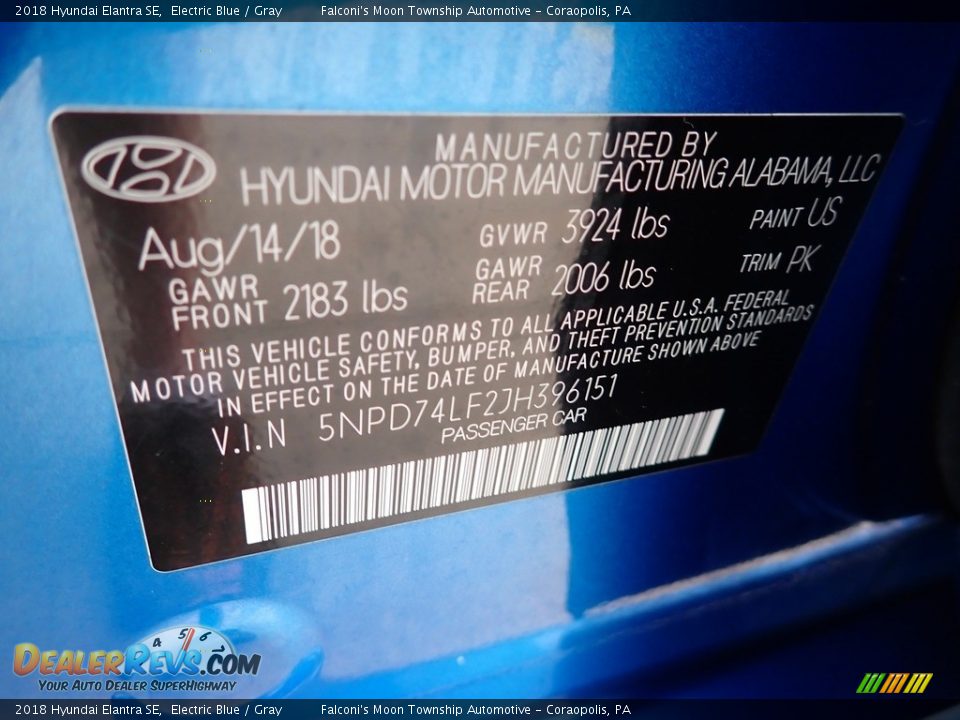 2018 Hyundai Elantra SE, Electric Blue / Gray Falconi's Moon Township Automotive – Coraopolis, PA
MANUFACTURED BY
HYUNDAI MOTOR MANUFACTURING ALABAMA, LLC
Aug/14/18 GVWR 3924 lbs PAINT US
GAWR FRONT 2183 lbs GAWR REAR 2006 lbs TRIM PK
THIS VEHICLE CONFORMS TO ALL APPLICABLE U.S.A. FEDERAL
MOTOR VEHICLE SAFETY, BUMPER, AND THEFT PREVENTION STANDARDS
IN EFFECT ON THE DATE OF MANUFACTURE SHOWN ABOVE
V.I.N 5NPD74LF2JH396151
PASSENGER CAR
4 5 6 7
DEALERREVS.COM
YOUR AUTO DEALER SUPERHIGHWAY
2018 Hyundai Elantra SE, Electric Blue / Gray Falconi's Moon Township Automotive – Coraopolis, PA